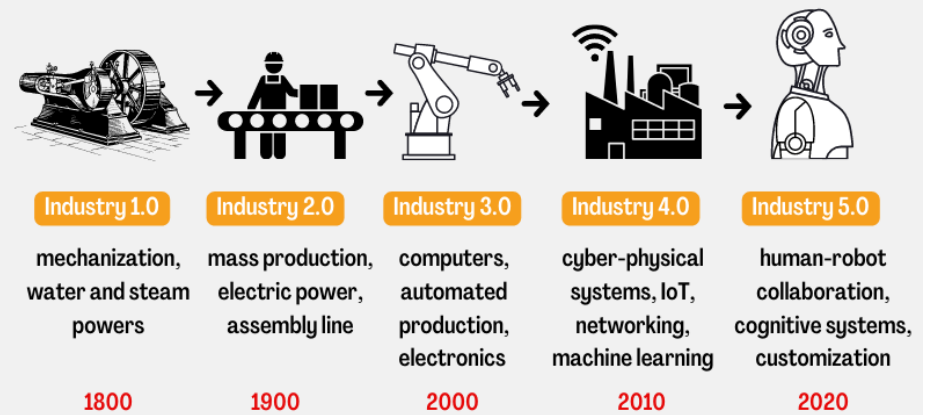 Industry 1.0
mechanization,
water and steam
powers
1800
Industry 2.0
mass production,
electric power,
assembly line
1900
Industry 3.0
computers,
automated
production,
electronics
2000
Industry 4.0
cyber-physical
systems, IoT,
networking,
machine learning
2010
Industry 5.0
human-robot
collaboration,
cognitive systems,
customization
2020